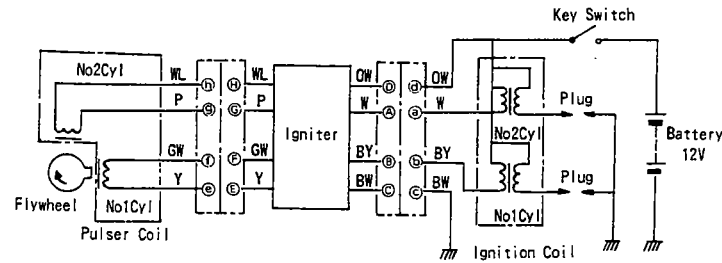 Key Switch
No2Cyl
WL h H WL OW D d OW
P g G P W A a W Plug
Igniter No2Cyl Battery
12V
GW f F GW BY B b BY Plug
Y e E Y BW C c BW
Flywheel No1Cyl No1Cyl
Pulser Coil Ignition Coil